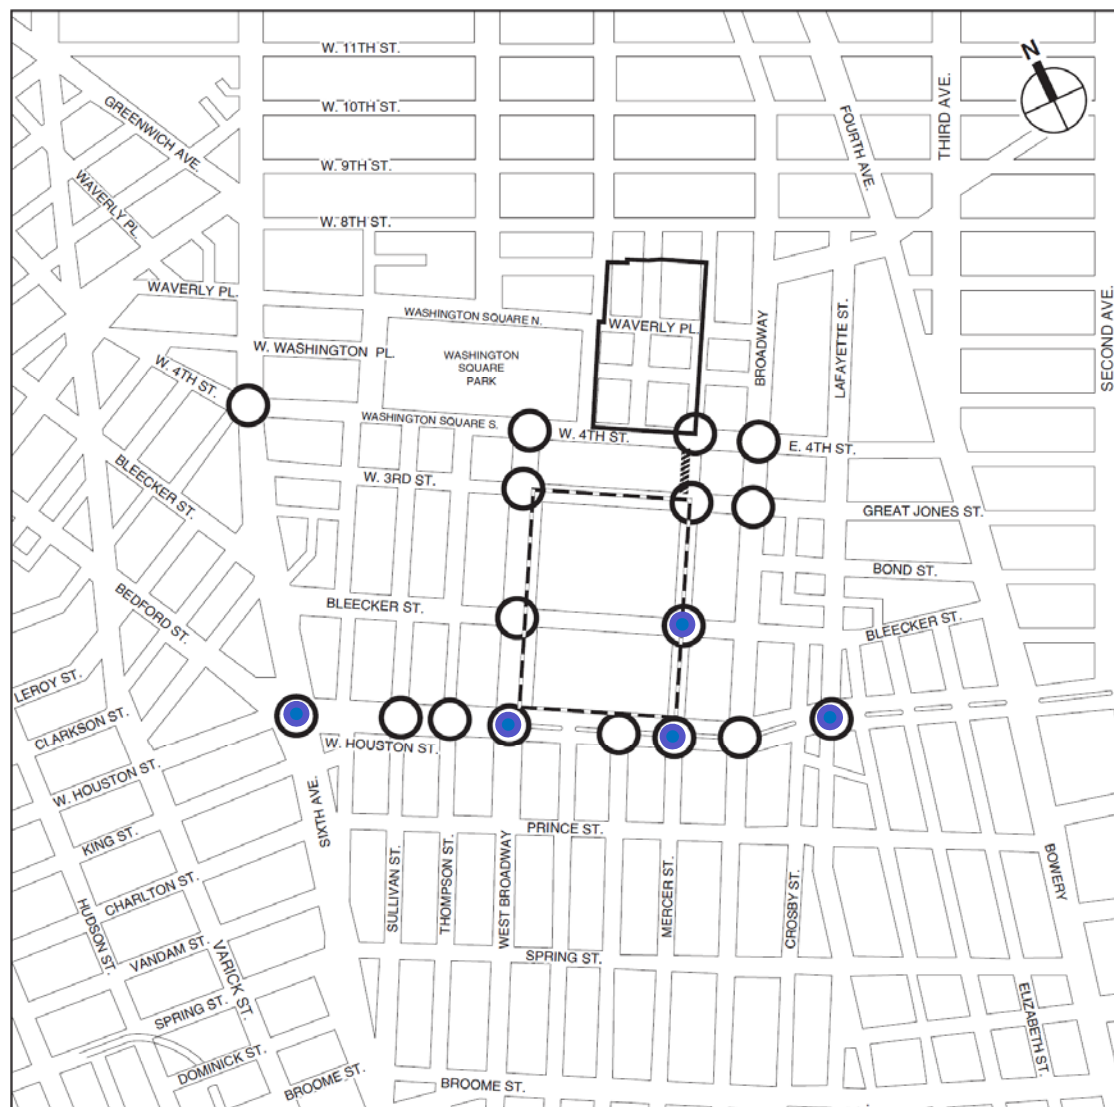 W. 11TH ST.
N
GREENWICH AVE.
W. 10TH ST.
FOURTH AVE.
THIRD AVE.
W. 9TH ST.
WAVERLY PL.
W. 8TH ST.
WAVERLY PL.
WASHINGTON SQUARE N.
WAVERLY PL.
BROADWAY
LAFAYETTE ST.
SECOND AVE.
W. WASHINGTON PL.
WASHINGTON
SQUARE
PARK
W. 4TH ST.
WASHINGTON SQUARE S.
W. 4TH ST.
E. 4TH ST.
BLEECKER ST.
W. 3RD ST.
GREAT JONES ST.
BOND ST.
BEDFORD ST.
BLEECKER ST.
BLEECKER ST.
LEROY ST.
CLARKSON ST.
W. HOUSTON ST.
W. HOUSTON ST.
SIXTH AVE.
PRINCE ST.
KING ST.
SULLIVAN ST.
THOMPSON ST.
WEST BROADWAY
MERCER ST.
CROSBY ST.
BOWERY
CHARLTON ST.
HUDSON ST.
VANDAM ST.
VARICK ST.
SPRING ST.
SPRING ST.
ELIZABETH ST.
DOMINICK ST.
BROOME ST.
BROOME ST.